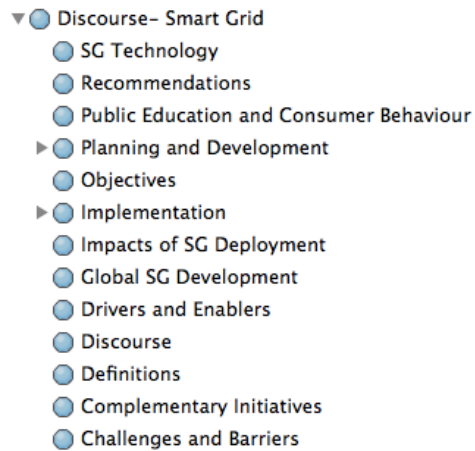 Discourse– Smart Grid
SG Technology
Recommendations
Public Education and Consumer Behaviour
Planning and Development
Objectives
Implementation
Impacts of SG Deployment
Global SG Development
Drivers and Enablers
Discourse
Definitions
Complementary Initiatives
Challenges and Barriers